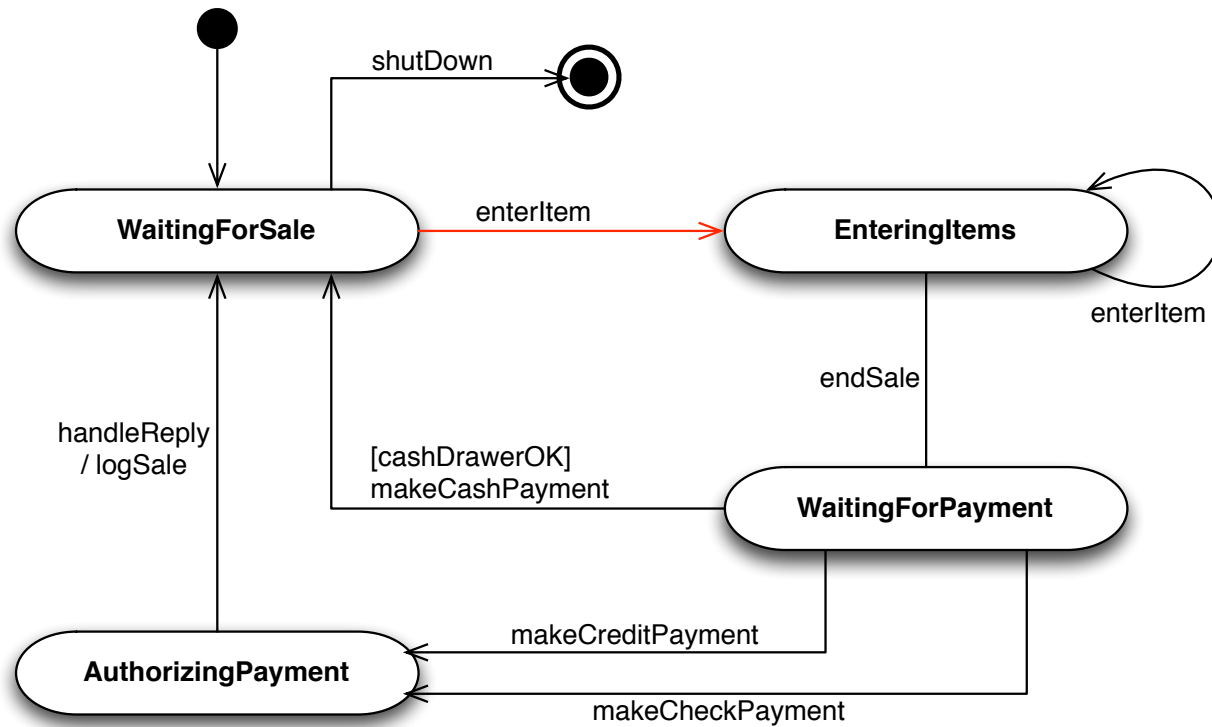 shutDown
WaitingForSale
enterItem
EnteringItems
enterItem
endSale
handleReply
/ logSale
[cashDrawerOK]
makeCashPayment
WaitingForPayment
makeCreditPayment
AuthorizingPayment
makeCheckPayment